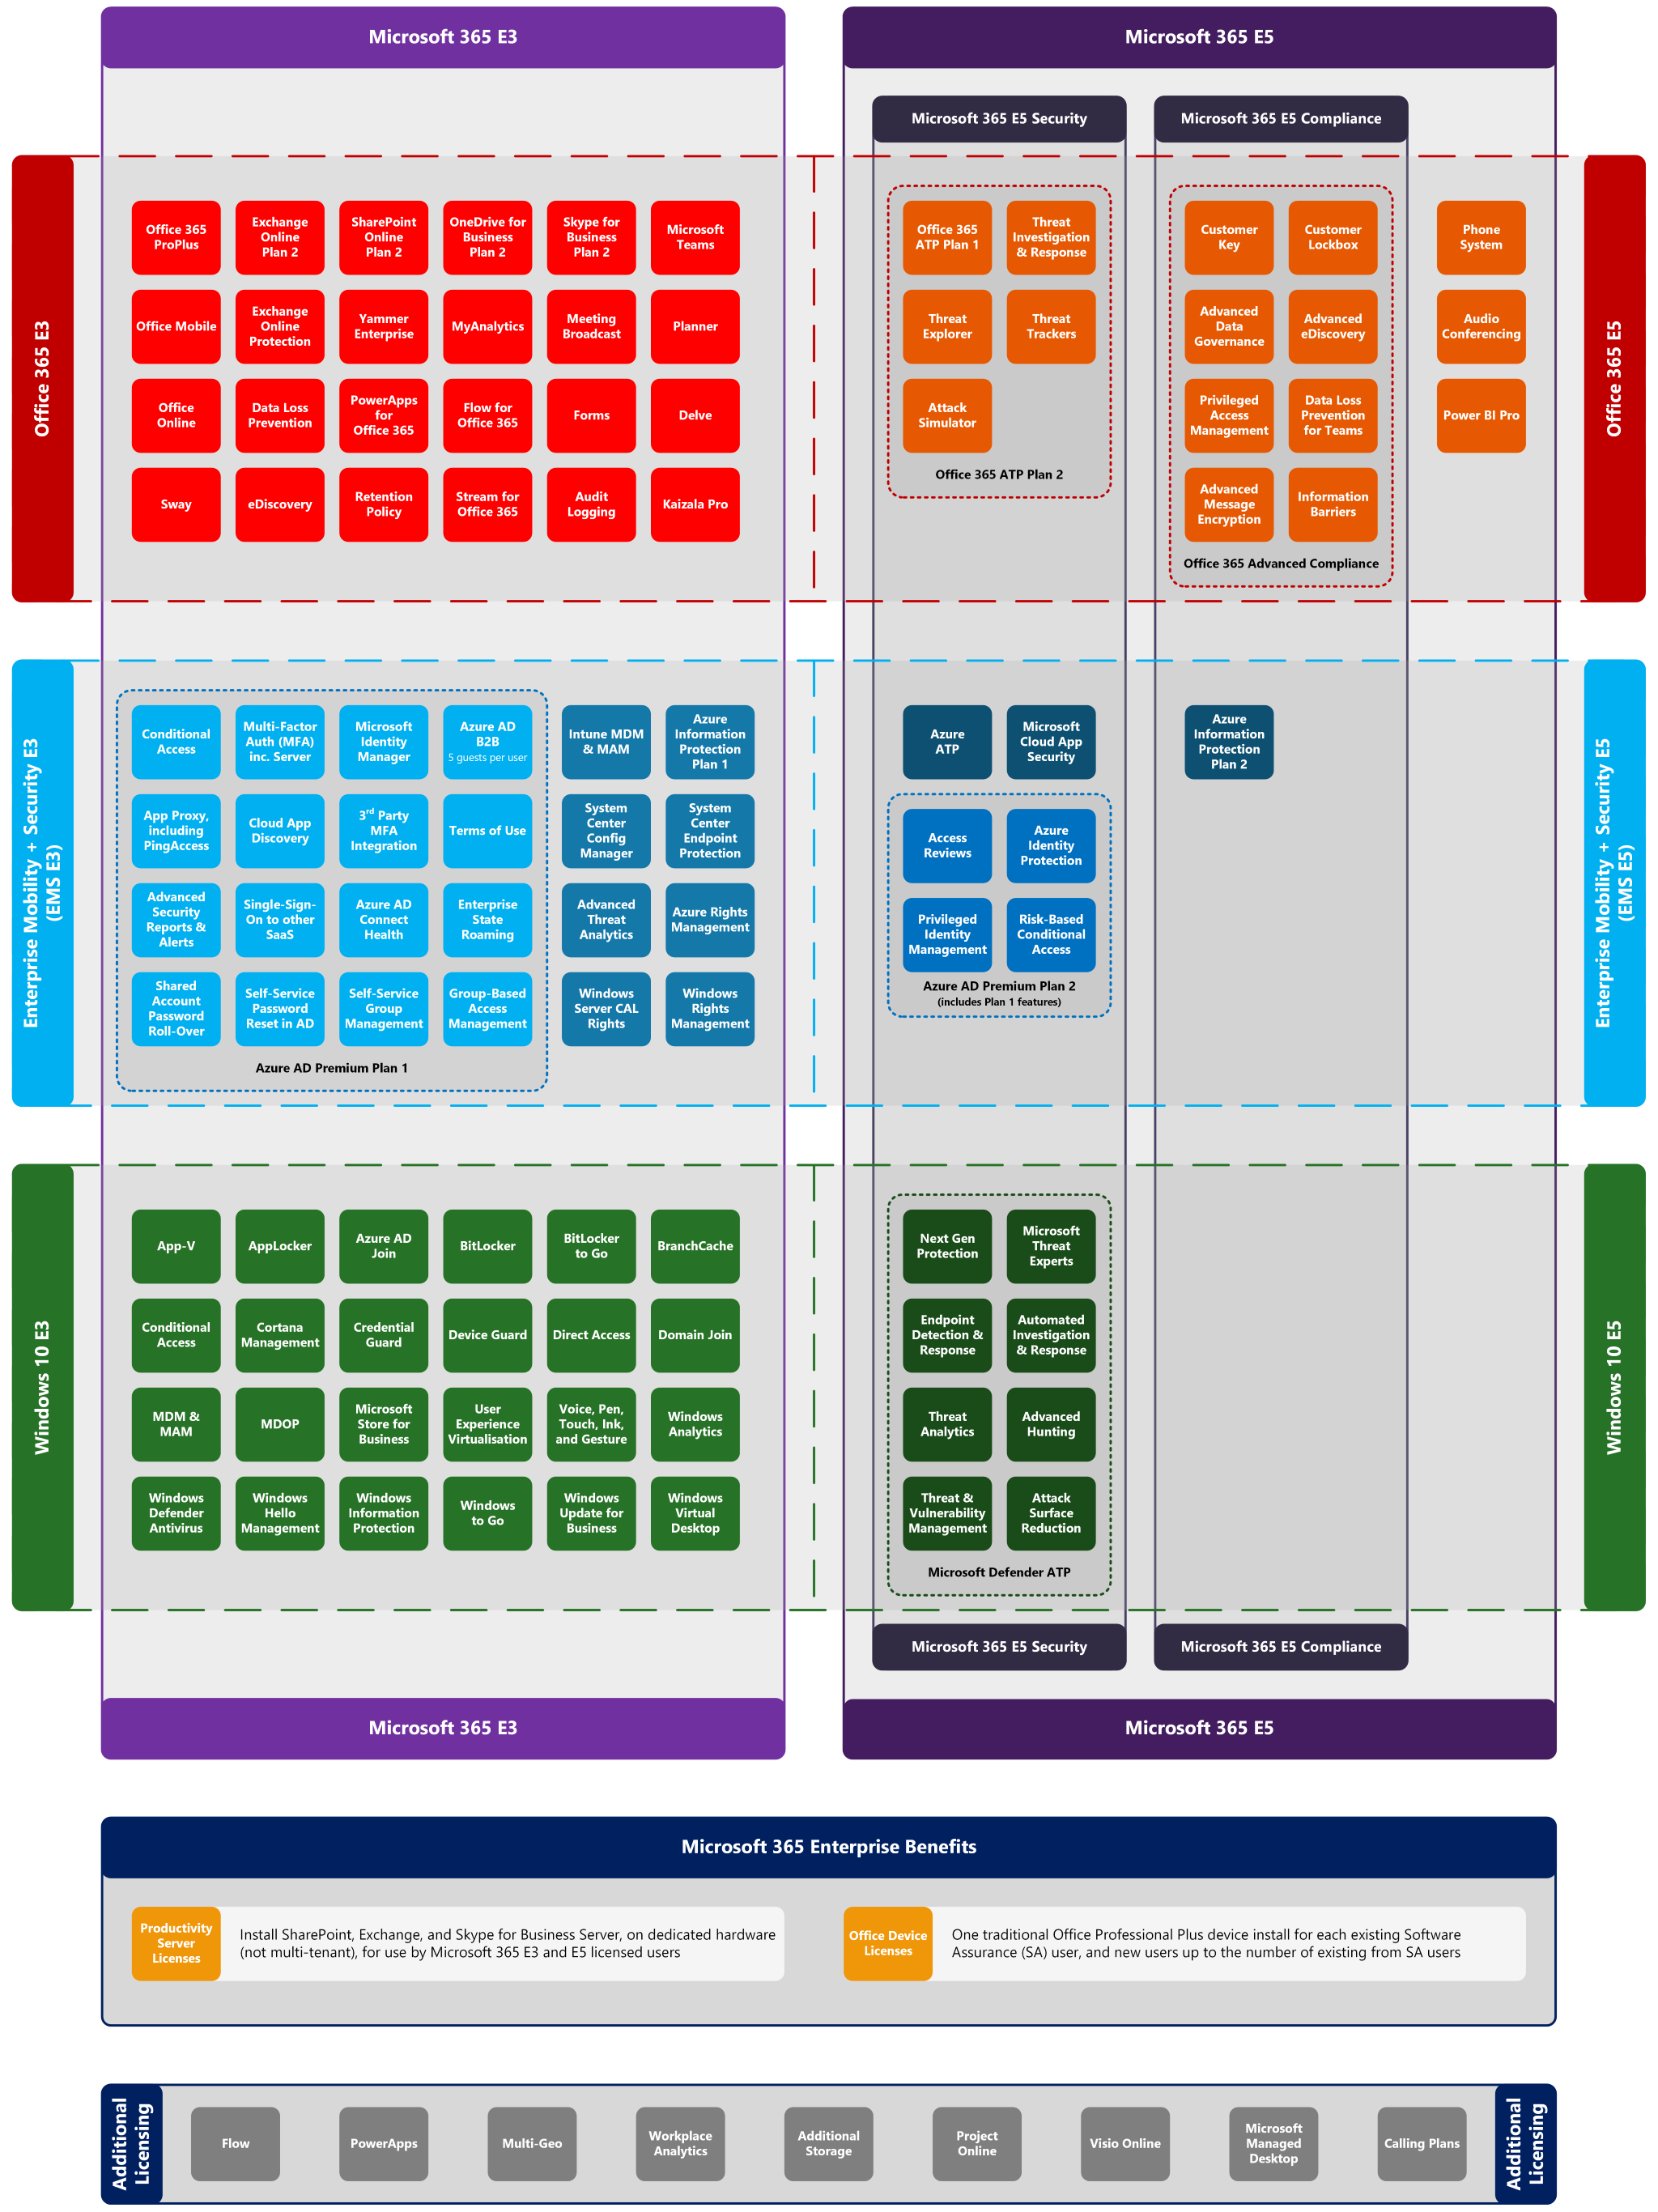 Microsoft 365 E3
Microsoft 365 E5
Microsoft 365 E5 Security
Microsoft 365 E5 Compliance
Office 365 E3
Office 365
ProPlus
Exchange
Online
Plan 2
SharePoint
Online
Plan 2
OneDrive for
Business
Plan 2
Skype for
Business
Plan 2
Microsoft
Teams
Office Mobile
Exchange
Online
Protection
Yammer
Enterprise
MyAnalytics
Meeting
Broadcast
Planner
Office
Online
Data Loss
Prevention
PowerApps
for
Office 365
Flow for
Office 365
Forms
Delve
Sway
eDiscovery
Retention
Policy
Stream for
Office 365
Audit
Logging
Kaizala Pro
Office 365
ATP Plan 1
Threat
Investigation
& Response
Threat
Explorer
Threat
Trackers
Attack
Simulator
Office 365 ATP Plan 2
Customer
Key
Customer
Lockbox
Advanced
Data
Governance
Advanced
eDiscovery
Privileged
Access
Management
Data Loss
Prevention
for Teams
Advanced
Message
Encryption
Information
Barriers
Office 365 Advanced Compliance
Phone
System
Audio
Conferencing
Power BI Pro
Office 365 E5
Enterprise Mobility + Security E3
(EMS E3)
Conditional
Access
Multi-Factor
Auth (MFA)
inc. Server
Microsoft
Identity
Manager
Azure AD
B2B
5 guests per user
Intune MDM
& MAM
Azure
Information
Protection
Plan 1
App Proxy,
including
PingAccess
Cloud App
Discovery
3rd Party
MFA
Integration
Terms of Use
System
Center
Config
Manager
System
Center
Endpoint
Protection
Advanced
Security
Reports &
Alerts
Single-Sign-
On to other
SaaS
Azure AD
Connect
Health
Enterprise
State
Roaming
Advanced
Threat
Analytics
Azure Rights
Management
Shared
Account
Password
Roll-Over
Self-Service
Password
Reset in AD
Self-Service
Group
Management
Group-Based
Access
Management
Windows
Server CAL
Rights
Windows
Rights
Management
Azure AD Premium Plan 1
Azure
ATP
Microsoft
Cloud App
Security
Access
Reviews
Azure
Identity
Protection
Privileged
Identity
Management
Risk-Based
Conditional
Access
Azure AD Premium Plan 2
(includes Plan 1 features)
Azure
Information
Protection
Plan 2
Enterprise Mobility + Security E5
(EMS E5)
Windows 10 E3
App-V
AppLocker
Azure AD
Join
BitLocker
BitLocker
to Go
BranchCache
Conditional
Access
Cortana
Management
Credential
Guard
Device Guard
Direct Access
Domain Join
MDM &
MAM
MDOP
Microsoft
Store for
Business
User
Experience
Virtualisation
Voice, Pen,
Touch, Ink,
and Gesture
Windows
Analytics
Windows
Defender
Antivirus
Windows
Hello
Management
Windows
Information
Protection
Windows
to Go
Windows
Update for
Business
Windows
Virtual
Desktop
Next Gen
Protection
Microsoft
Threat
Experts
Endpoint
Detection &
Response
Automated
Investigation
& Response
Threat
Analytics
Advanced
Hunting
Threat &
Vulnerability
Management
Attack
Surface
Reduction
Microsoft Defender ATP
Windows 10 E5
Microsoft 365 E5 Security
Microsoft 365 E5 Compliance
Microsoft 365 E3
Microsoft 365 E5
Microsoft 365 Enterprise Benefits
Productivity
Server
Licenses
Install SharePoint, Exchange, and Skype for Business Server, on dedicated hardware
(not multi-tenant), for use by Microsoft 365 E3 and E5 licensed users
Office Device
Licenses
One traditional Office Professional Plus device install for each existing Software
Assurance (SA) user, and new users up to the number of existing from SA users
Additional
Licensing
Flow
PowerApps
Multi-Geo
Workplace
Analytics
Additional
Storage
Project
Online
Visio Online
Microsoft
Managed
Desktop
Calling Plans
Additional
Licensing